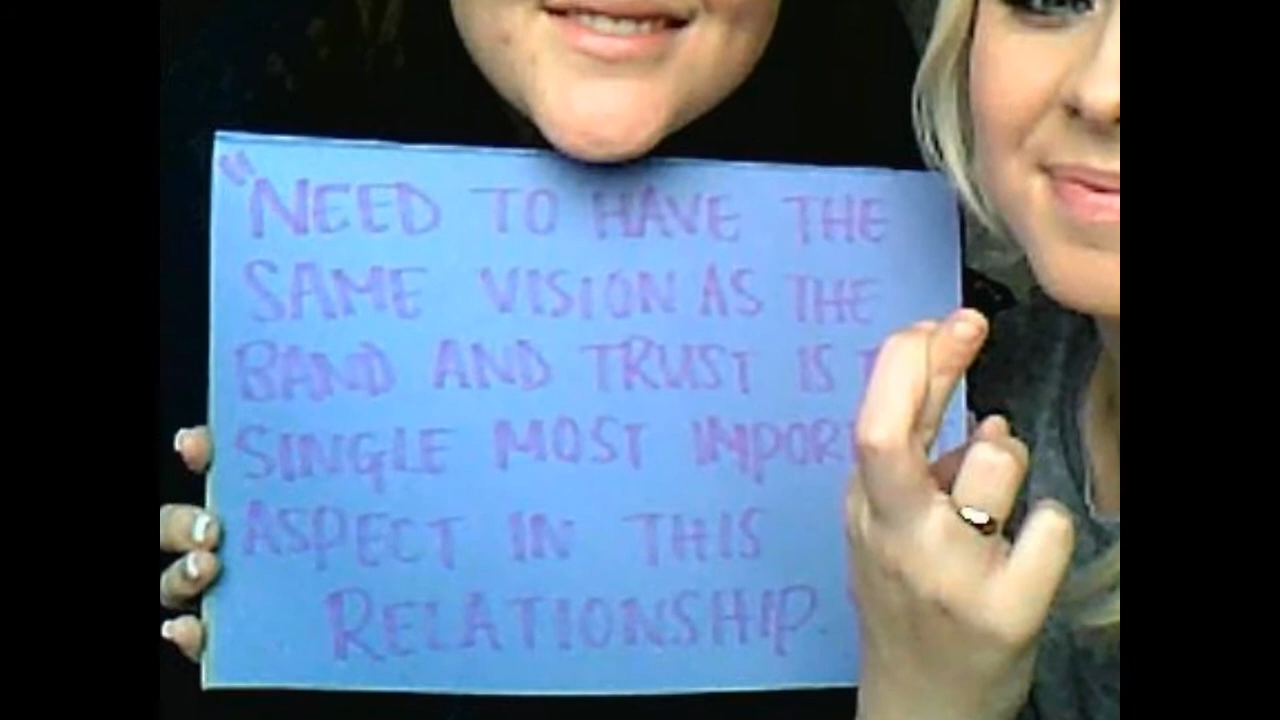 "NEED TO HAVE THE
SAME VISION AS THE
BAND AND TRUST IS
SINGLE MOST
ASPECT IN THIS
RELATIONSHIP.